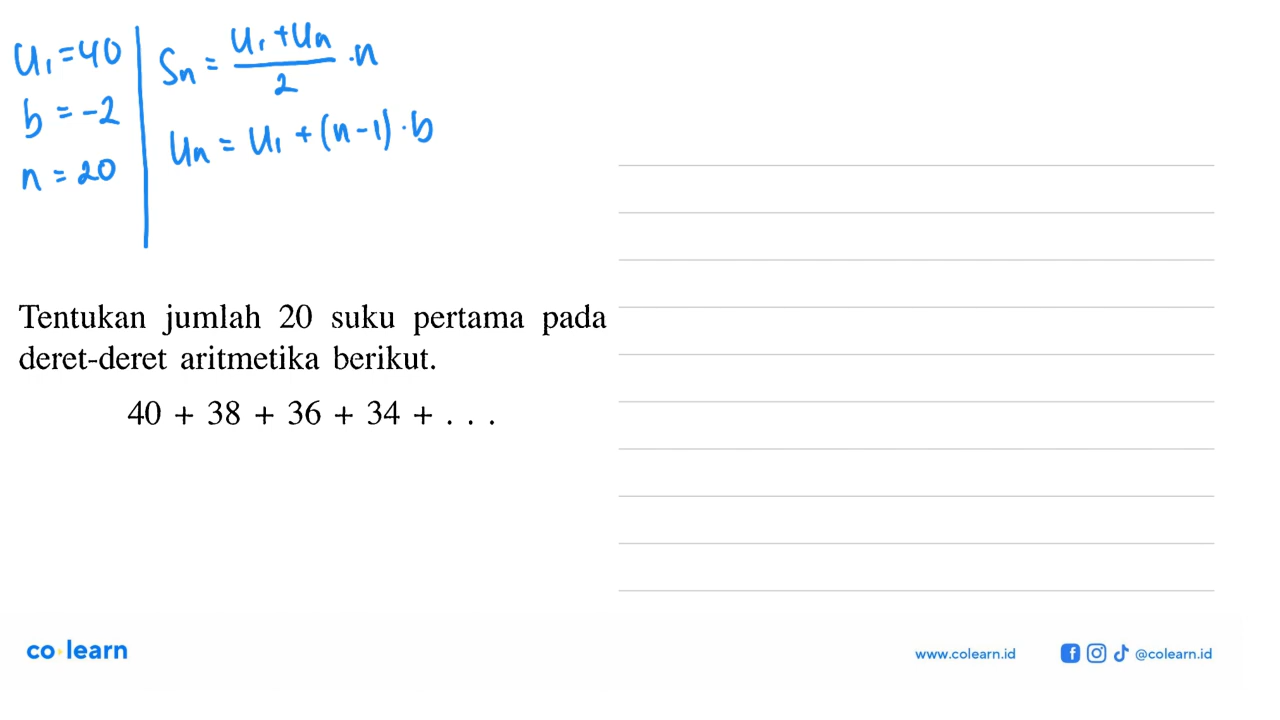 U₁ = 40
b = -2
n = 20
Sn = (U₁ + Un)/2 · n
Un = U₁ + (n-1) · b
Tentukan jumlah 20 suku pertama pada
deret-deret aritmetika berikut.
40 + 38 + 36 + 34 + . . .
co learn
www.colearn.id
@colearn.id